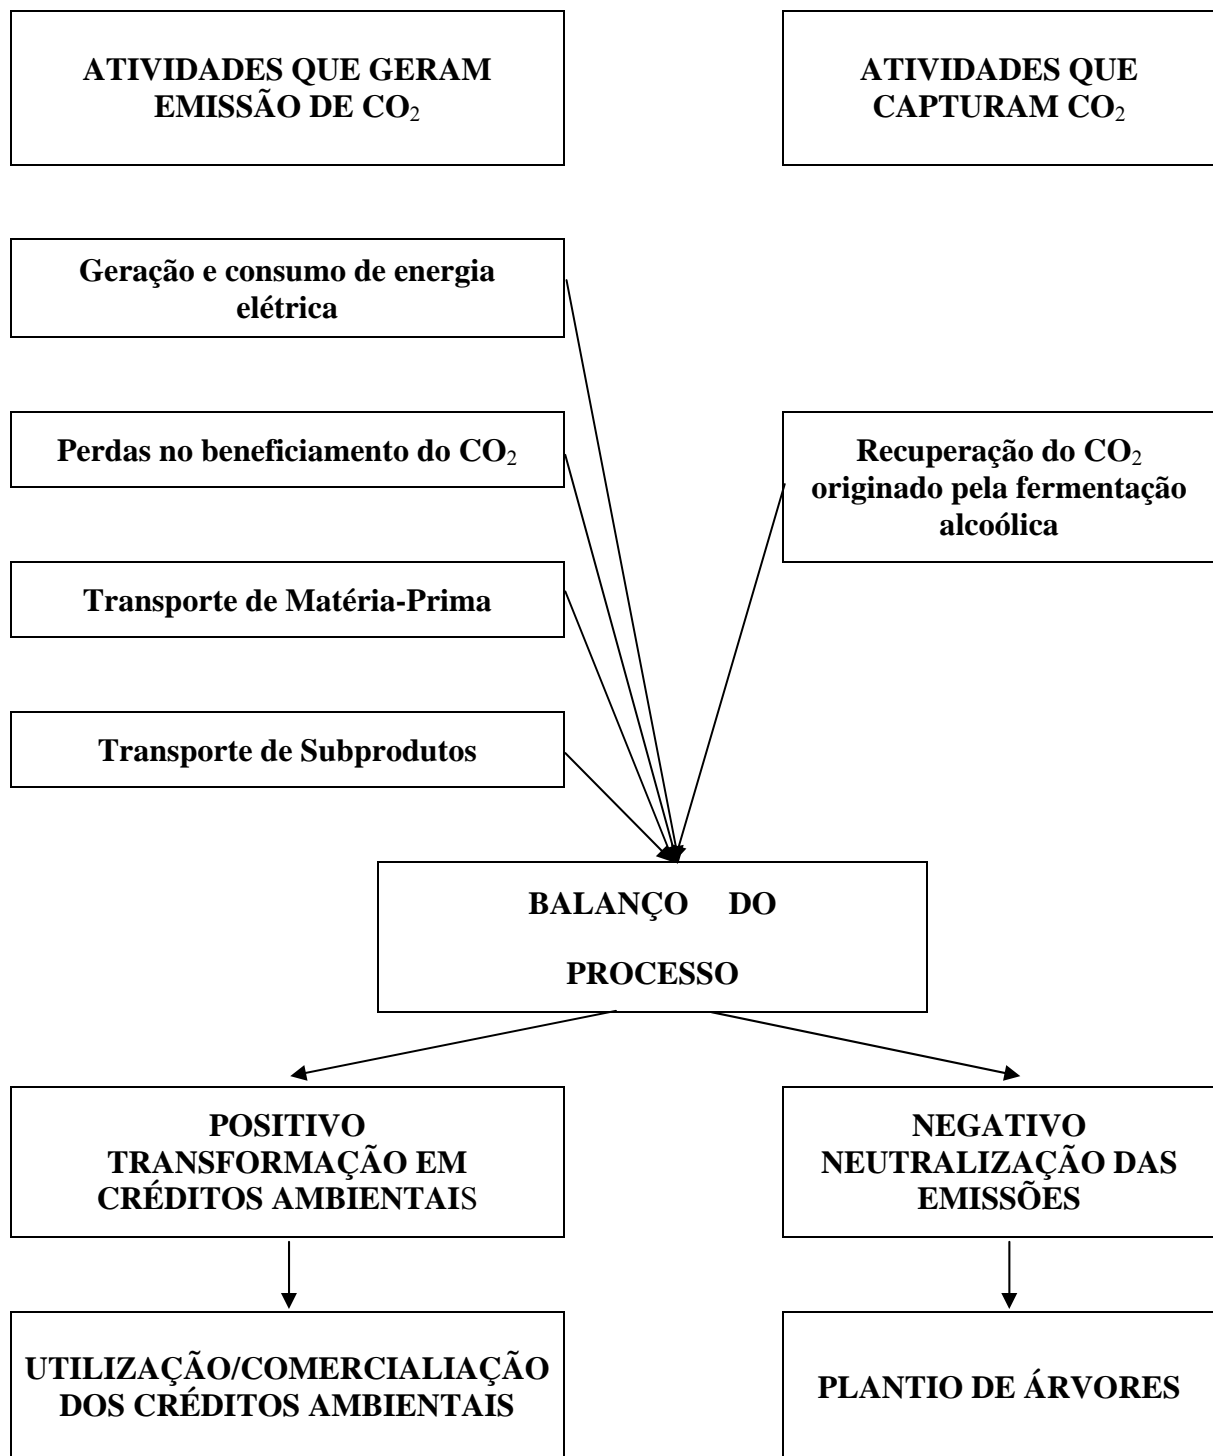 ATIVIDADES QUE GERAM
EMISSÃO DE CO₂
ATIVIDADES QUE
CAPTURAM CO₂
Geração e consumo de energia
elétrica
Perdas no beneficiamento do CO₂
Recuperação do CO₂
originado pela fermentação
alcoólica
Transporte de Matéria-Prima
Transporte de Subprodutos
BALANÇO DO
PROCESSO
POSITIVO
TRANSFORMAÇÃO EM
CRÉDITOS AMBIENTAIS
NEGATIVO
NEUTRALIZAÇÃO DAS
EMISSÕES
UTILIZAÇÃO/COMERCIALIAÇÃO
DOS CRÉDITOS AMBIENTAIS
PLANTIO DE ÁRVORES